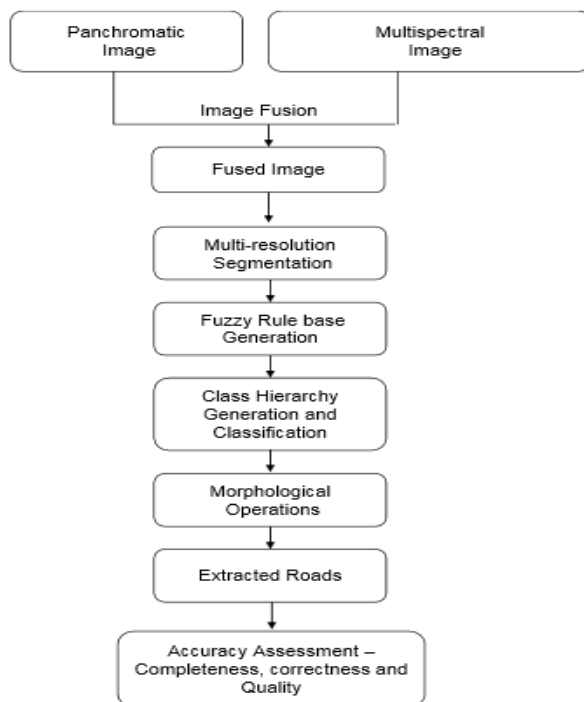 Panchromatic
Image
Multispectral
Image
Image Fusion
Fused Image
Multi-resolution
Segmentation
Fuzzy Rule base
Generation
Class Hierarchy
Generation and
Classification
Morphological
Operations
Extracted Roads
Accuracy Assessment –
Completeness, correctness and
Quality